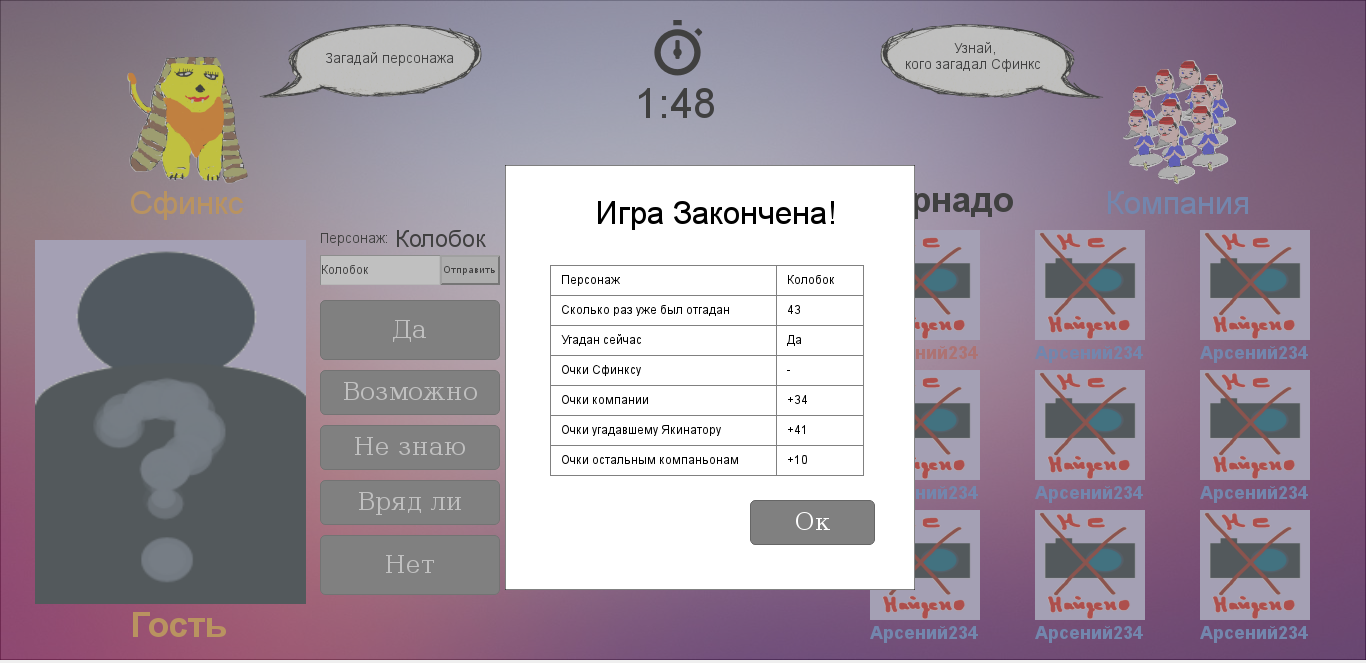 Загадай персонажа
Узнай,
кого загадал Сфинкс
1:48
Сфинкс
рнадо
Компания
Персонаж: Колобок
Колобок Отправить
Да
Возможно
Не знаю
Вряд ли
Нет
Гость
Игра Закончена!
Персонаж Колобок
Сколько раз уже был отгадан 43
Угадан сейчас Да
Очки Сфинксу -
Очки компании +34
Очки угадавшему Якинатору +41
Очки остальным компаньонам +10
Ок
Не Не Не
Найдено Найдено Найдено
ний234 Арсений234 Арсений234
Не Не Не
Найдено Найдено Найдено
ний234 Арсений234 Арсений234
Не Не Не
Найдено Найдено Найдено
Арсений234 Арсений234 Арсений234